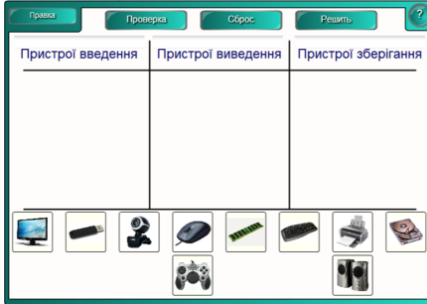 Правка
Проверка
Сброс
Решить
?
Пристрої введення
Пристрої виведення
Пристрої зберігання